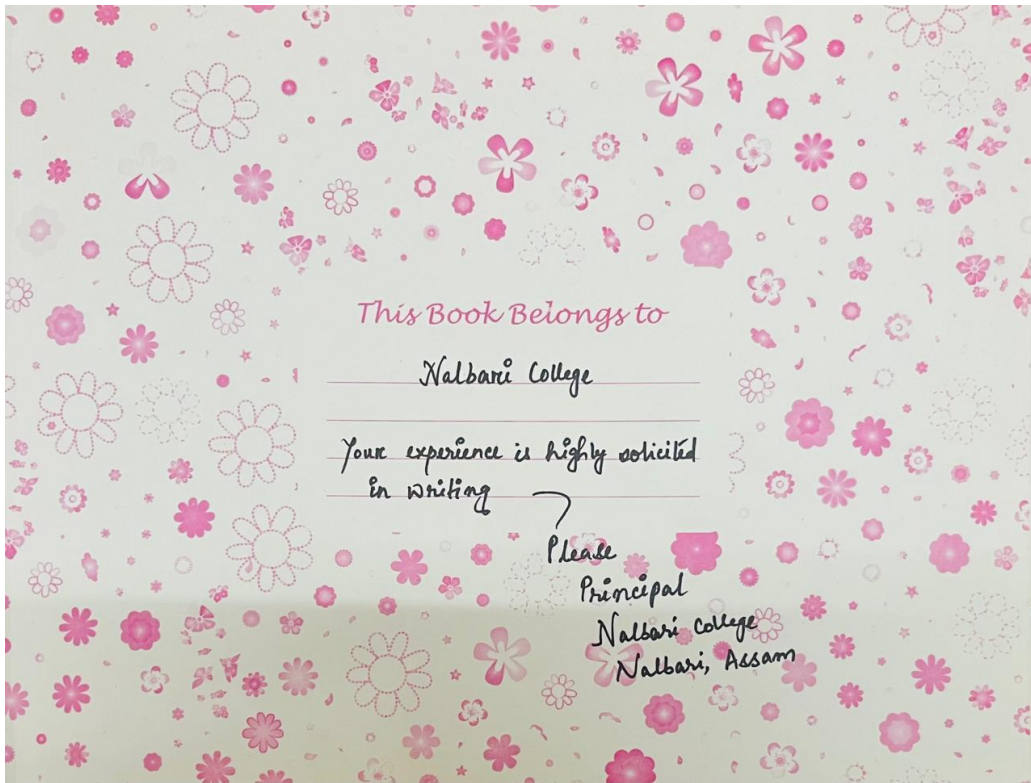 This Book Belongs to
Nalbari College
Your experience is highly solicited
in writing
Please
Principal
Nalbari College
Nalbari, Assam